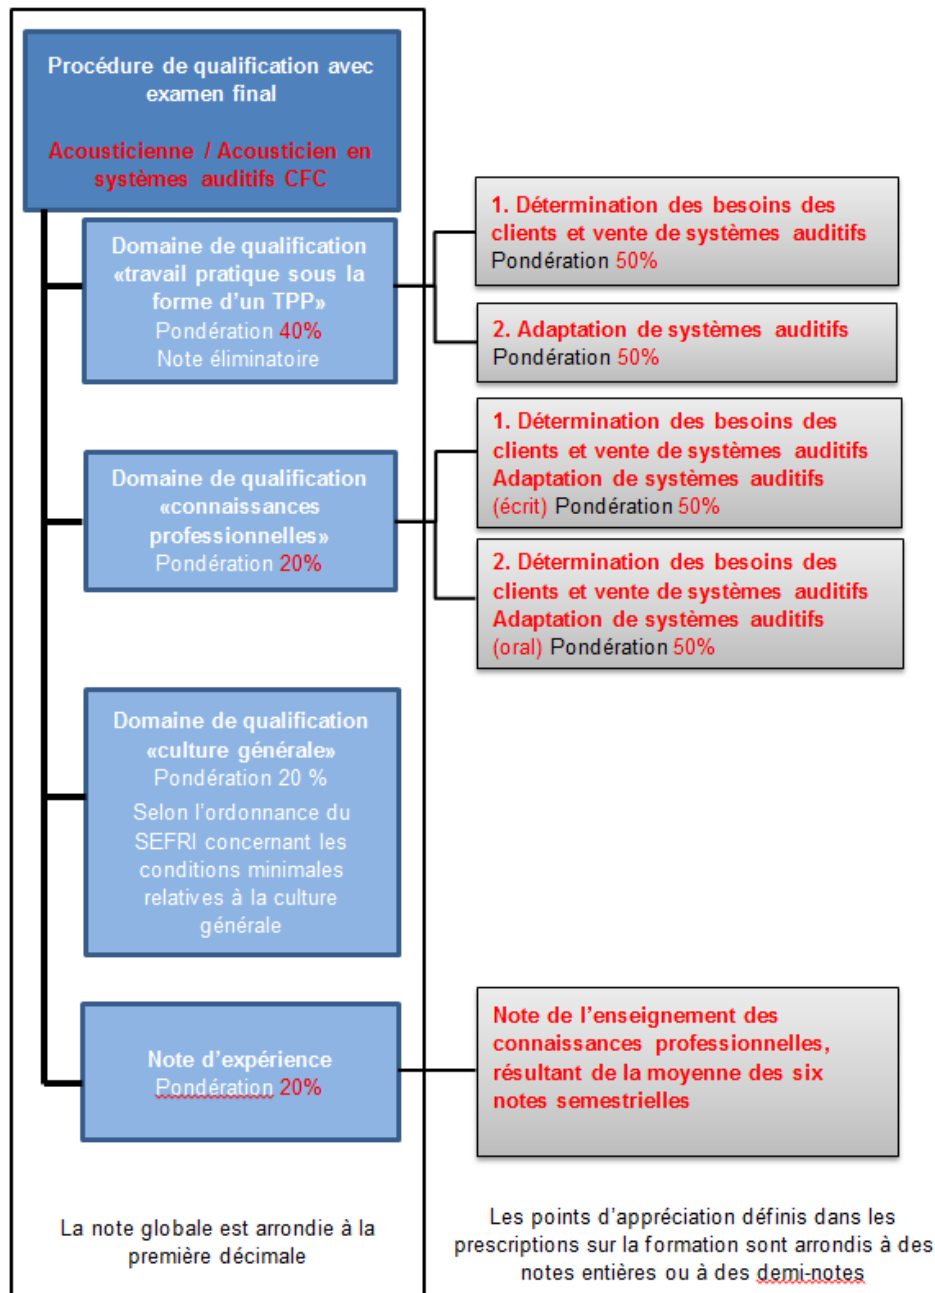 Procédure de qualification avec
examen final
Acousticienne / Acousticien en
systèmes auditifs CFC
Domaine de qualification
«travail pratique sous la
forme d'un TPP»
Pondération 40%
Note éliminatoire
1. Détermination des besoins des
clients et vente de systèmes auditifs
Pondération 50%
2. Adaptation de systèmes auditifs
Pondération 50%
Domaine de qualification
«connaissances
professionnelles»
Pondération 20%
1. Détermination des besoins des
clients et vente de systèmes auditifs
Adaptation de systèmes auditifs
(écrit) Pondération 50%
2. Détermination des besoins des
clients et vente de systèmes auditifs
Adaptation de systèmes auditifs
(oral) Pondération 50%
Domaine de qualification
«culture générale»
Pondération 20 %
Selon l'ordonnance du
SEFRI concernant les
conditions minimales
relatives à la culture
générale
Note d'expérience
Pondération 20%
Note de l'enseignement des
connaissances professionnelles,
résultant de la moyenne des six
notes semestrielles
La note globale est arrondie à la
première décimale
Les points d'appréciation définis dans les
prescriptions sur la formation sont arrondis à des
notes entières ou à des demi-notes